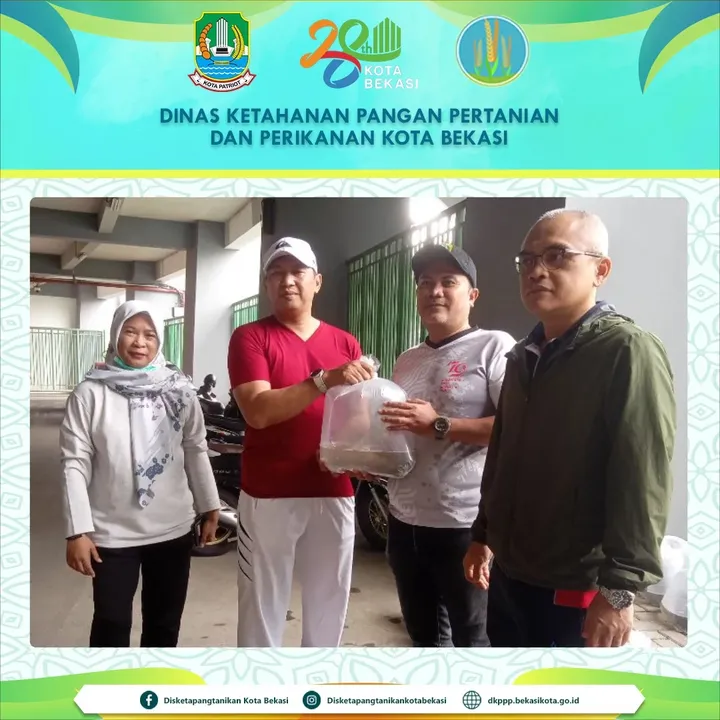 KOTA PATRIOT
28th
KOTA
BEKASI
DINAS KETAHANAN PANGAN PERTANIAN
DAN PERIKANAN KOTA BEKASI
Disketapangtanikan Kota Bekasi
Disketapangtanikankotabekasi
dkppp.bekasikota.go.id